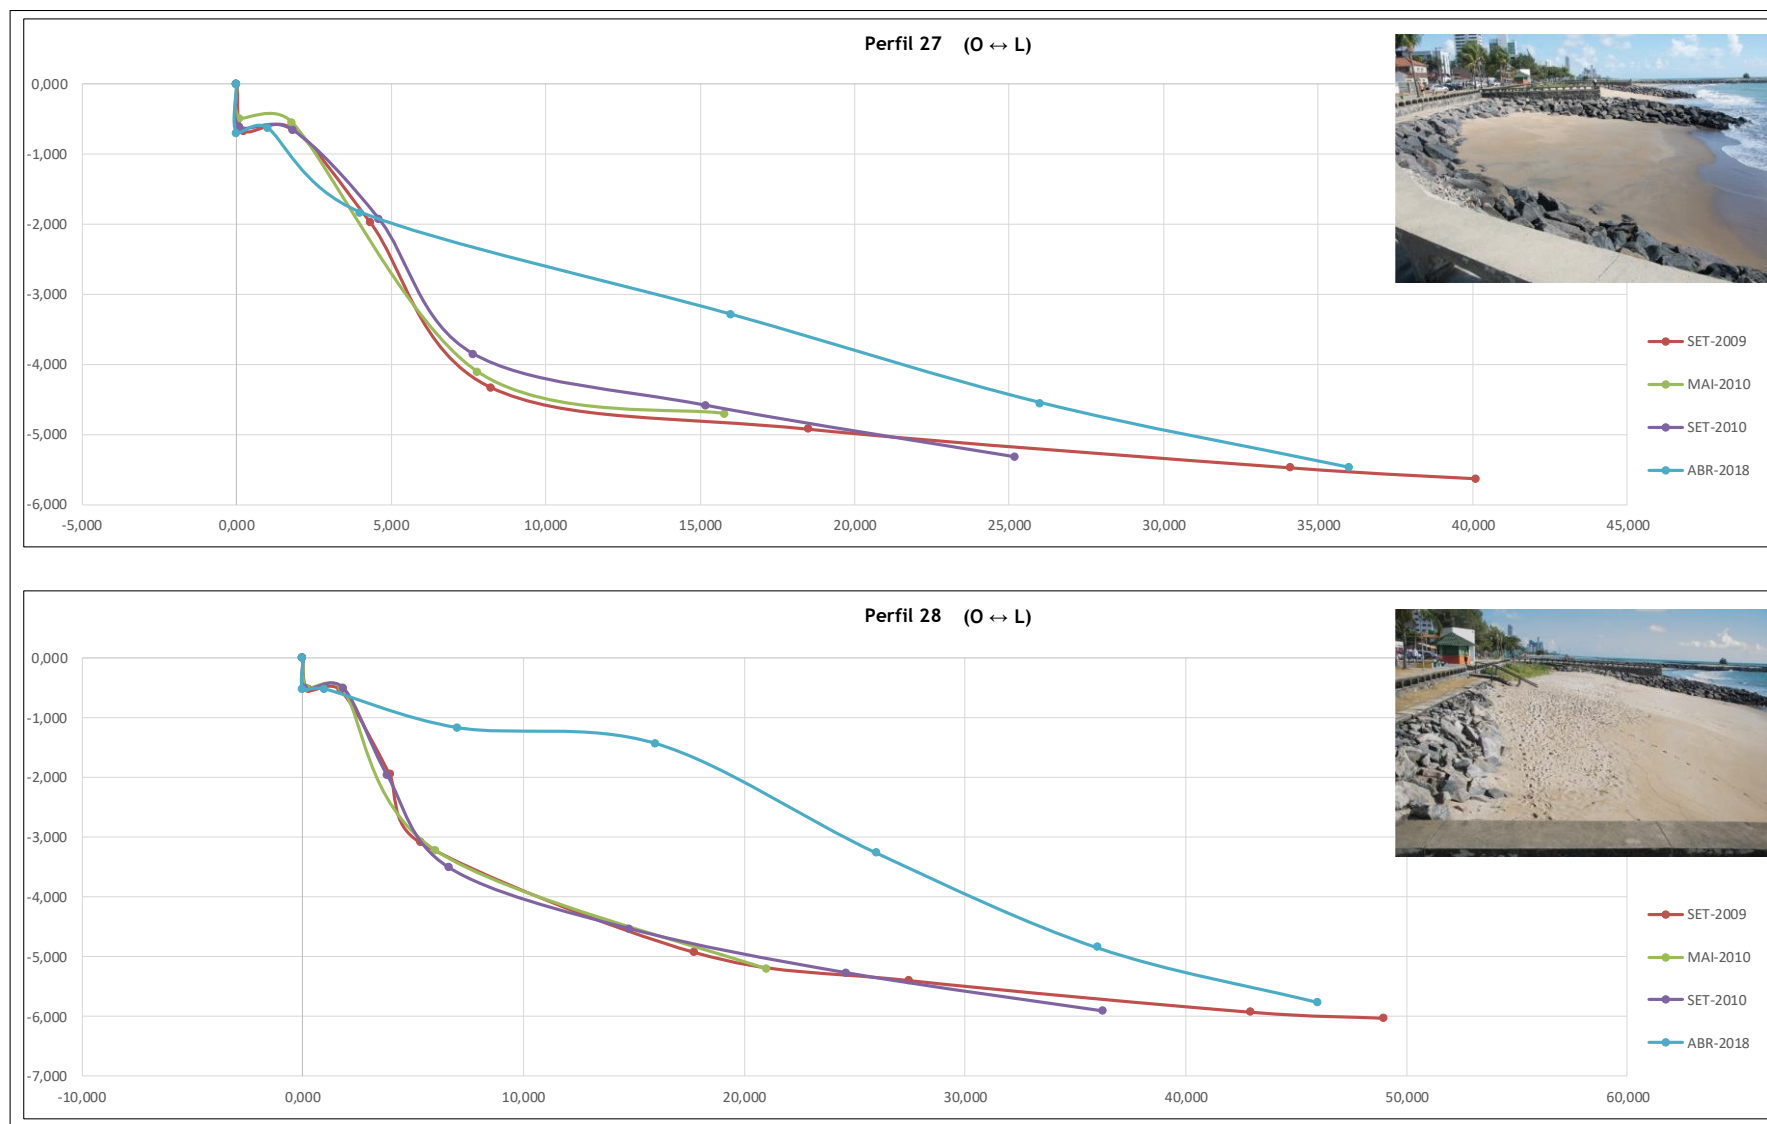 Perfil 27 (O ↔ L)
0,000
-1,000
-2,000
-3,000
-4,000
-5,000
-6,000
-5,000 0,000 5,000 10,000 15,000 20,000 25,000 30,000 35,000 40,000 45,000
SET-2009
MAI-2010
SET-2010
ABR-2018
Perfil 28 (O ↔ L)
0,000
-1,000
-2,000
-3,000
-4,000
-5,000
-6,000
-7,000
-10,000 0,000 10,000 20,000 30,000 40,000 50,000 60,000
SET-2009
MAI-2010
SET-2010
ABR-2018